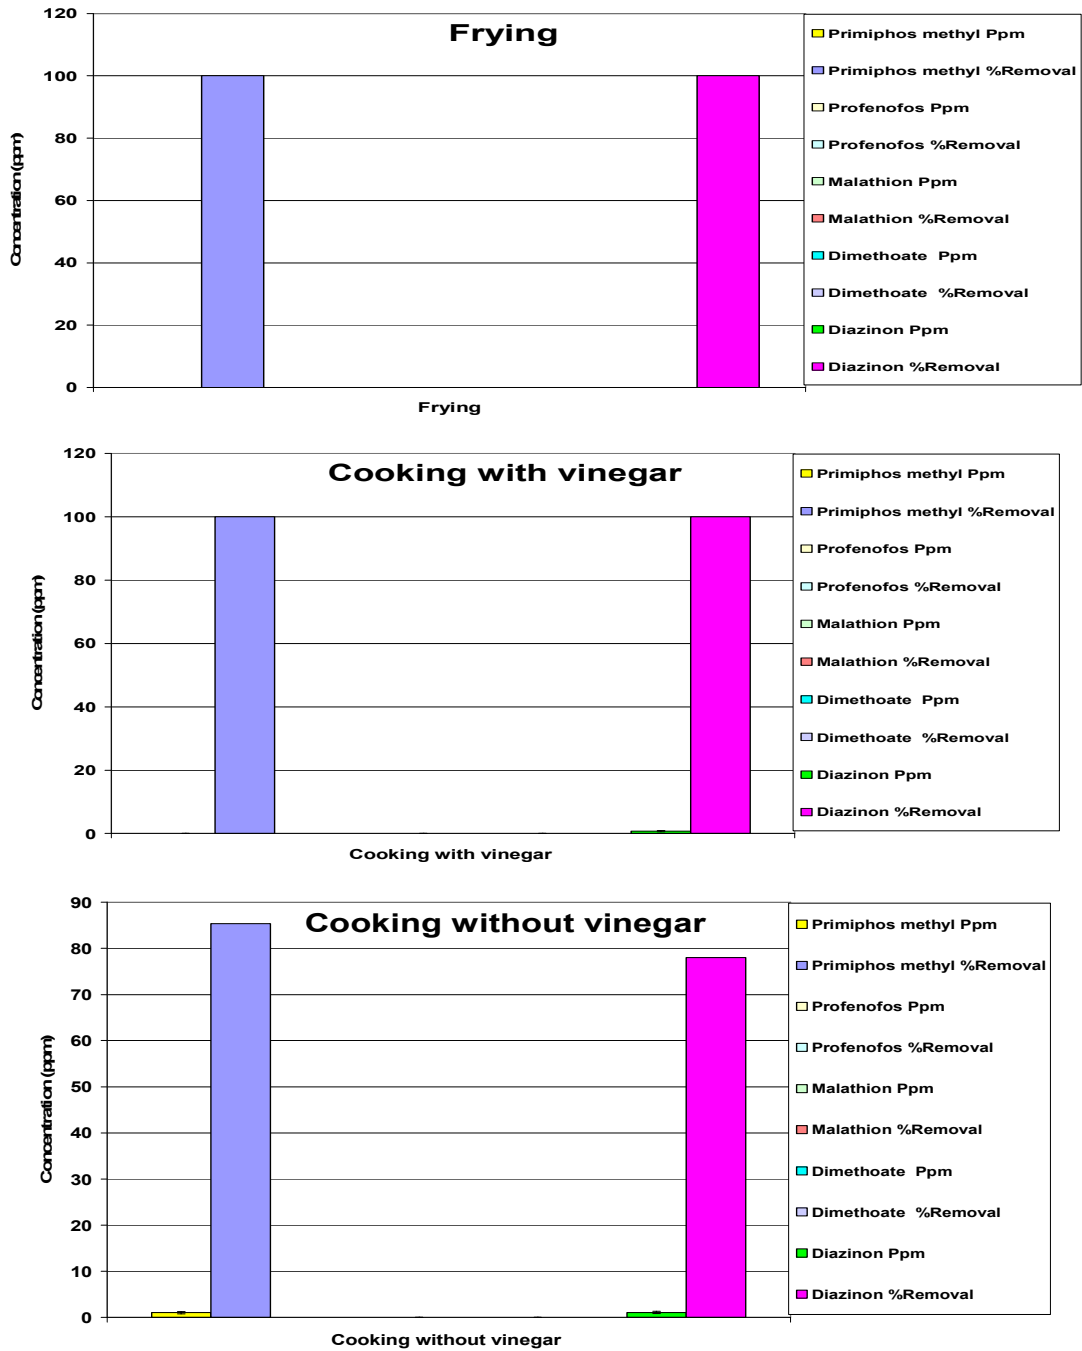 Frying
120
100
80
60
40
20
0
Concentration (ppm)
Frying
Primiphos methyl Ppm
Primiphos methyl %Removal
Profenofos Ppm
Profenofos %Removal
Malathion Ppm
Malathion %Removal
Dimethoate Ppm
Dimethoate %Removal
Diazinon Ppm
Diazinon %Removal
Cooking with vinegar
120
100
80
60
40
20
0
Concentration (ppm)
Cooking with vinegar
Primiphos methyl Ppm
Primiphos methyl %Removal
Profenofos Ppm
Profenofos %Removal
Malathion Ppm
Malathion %Removal
Dimethoate Ppm
Dimethoate %Removal
Diazinon Ppm
Diazinon %Removal
Cooking without vinegar
90
80
70
60
50
40
30
20
10
0
Concentration (ppm)
Cooking without vinegar
Primiphos methyl Ppm
Primiphos methyl %Removal
Profenofos Ppm
Profenofos %Removal
Malathion Ppm
Malathion %Removal
Dimethoate Ppm
Dimethoate %Removal
Diazinon Ppm
Diazinon %Removal